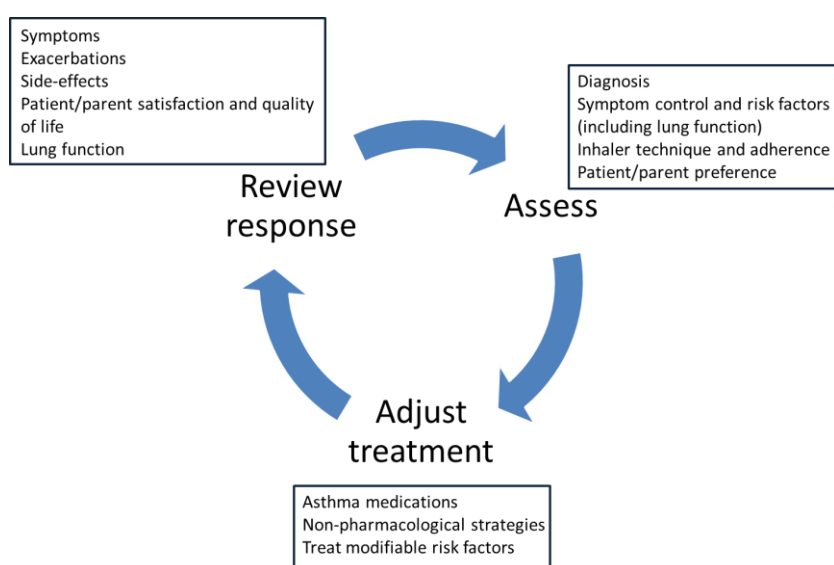 Symptoms
Exacerbations
Side-effects
Patient/parent satisfaction and quality
of life
Lung function
Review
response
Diagnosis
Symptom control and risk factors
(including lung function)
Inhaler technique and adherence
Patient/parent preference
Assess
Adjust
treatment
Asthma medications
Non-pharmacological strategies
Treat modifiable risk factors